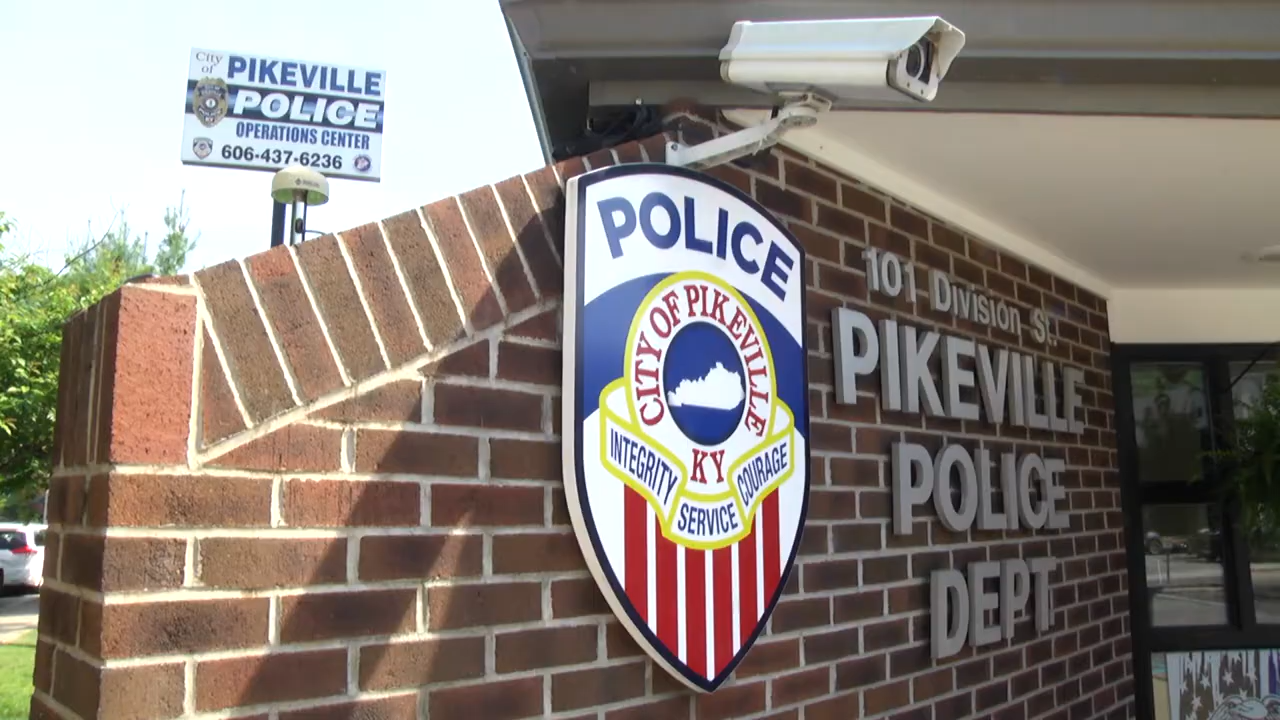 City
of
PIKEVILLE
POLICE
OPERATIONS CENTER
606-437-6236
POLICE
CITY OF PIKEVILLE
KY
INTEGRITY
SERVICE
COURAGE
101 Division St.
PIKEVILLE
POLICE
DEPT